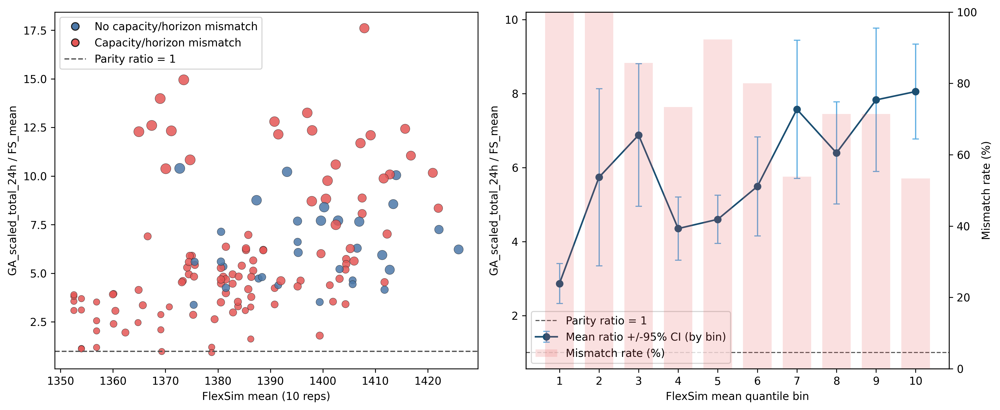 No capacity/horizon mismatch
Capacity/horizon mismatch
Parity ratio = 1
17.5
15.0
12.5
10.0
7.5
5.0
2.5
GA_scaled_total_24h / FS_mean
1350 1360 1370 1380 1390 1400 1410 1420
FlexSim mean (10 reps)
10
8
6
4
2
GA_scaled_total_24h / FS_mean
Parity ratio = 1
Mean ratio +/-95% CI (by bin)
Mismatch rate (%)
1 2 3 4 5 6 7 8 9 10
FlexSim mean quantile bin
100
80
60
40
20
0
Mismatch rate (%)